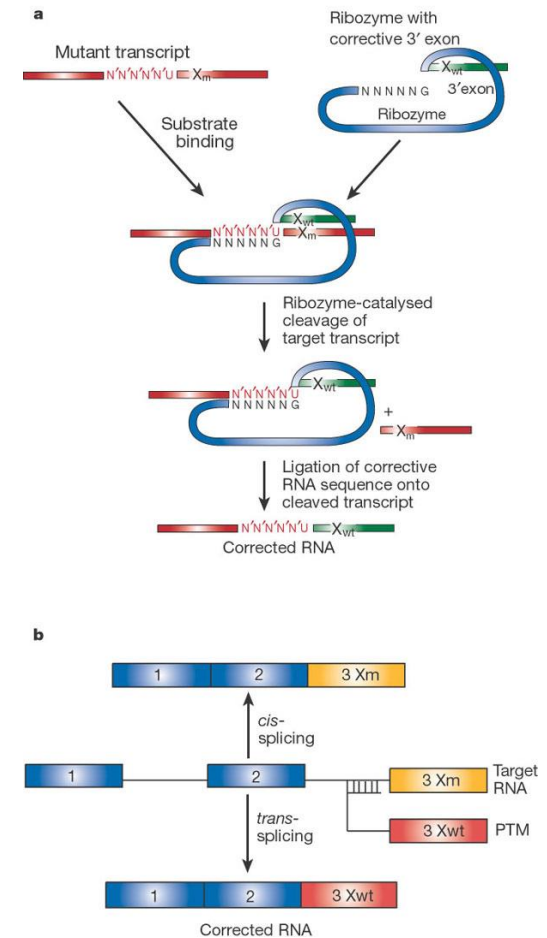 a
Mutant transcript
N′N′N′N′N′U Xm
Ribozyme with
corrective 3′ exon
Xwt
N N N N N G 3′exon
Ribozyme
Substrate
binding
Xwt
N′N′N′N′N′U Xm
N N N N N G
Ribozyme-catalysed
cleavage of
target transcript
N′N′N′N′N′U Xwt
N N N N N G
+
Xm
Ligation of corrective
RNA sequence onto
cleaved transcript
N′N′N′N′N′U Xwt
Corrected RNA
b
1 2 3 Xm
cis-
splicing
1 2 3 Xm Target
RNA
3 Xwt PTM
trans-
splicing
1 2 3 Xwt
Corrected RNA